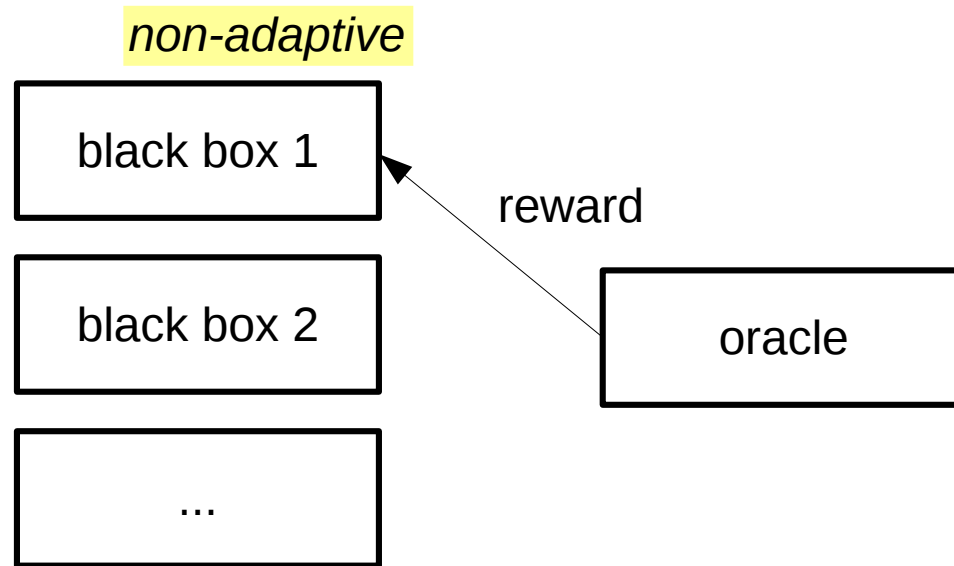 non-adaptive
black box 1
reward
black box 2
oracle
...